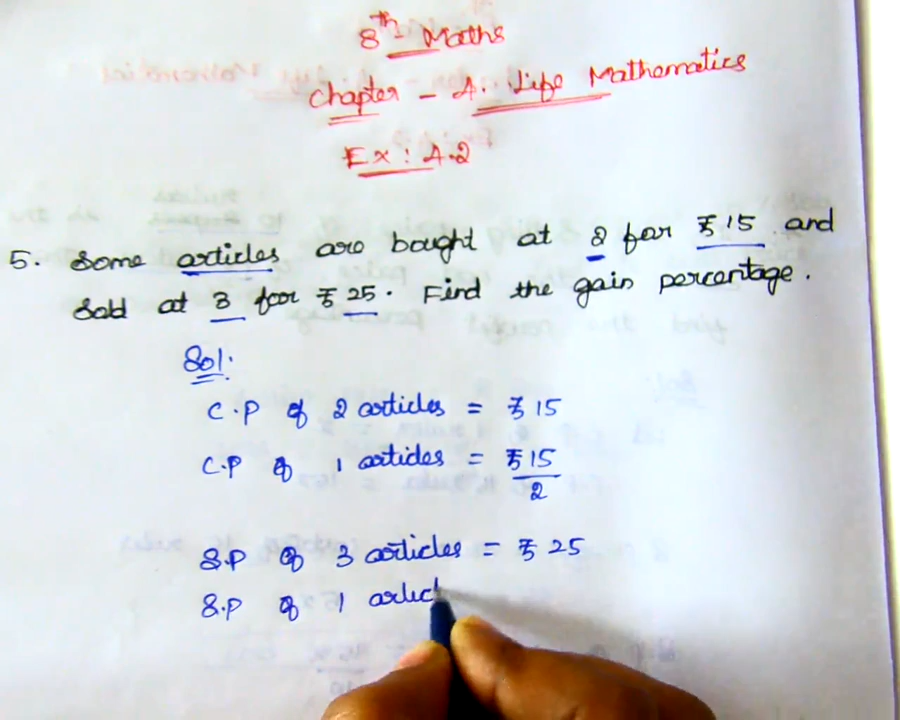 8th Maths
Chapter - 4. Life Mathematics
Ex : 4.2
5. Some articles are bought at 2 for ₹ 15 and
Sold at 3 for ₹ 25. Find the gain percentage.
Sol:
C.P of 2 articles = ₹ 15
C.P of 1 articles = ₹ 15/2
S.P of 3 articles = ₹ 25
S.P of 1 articl